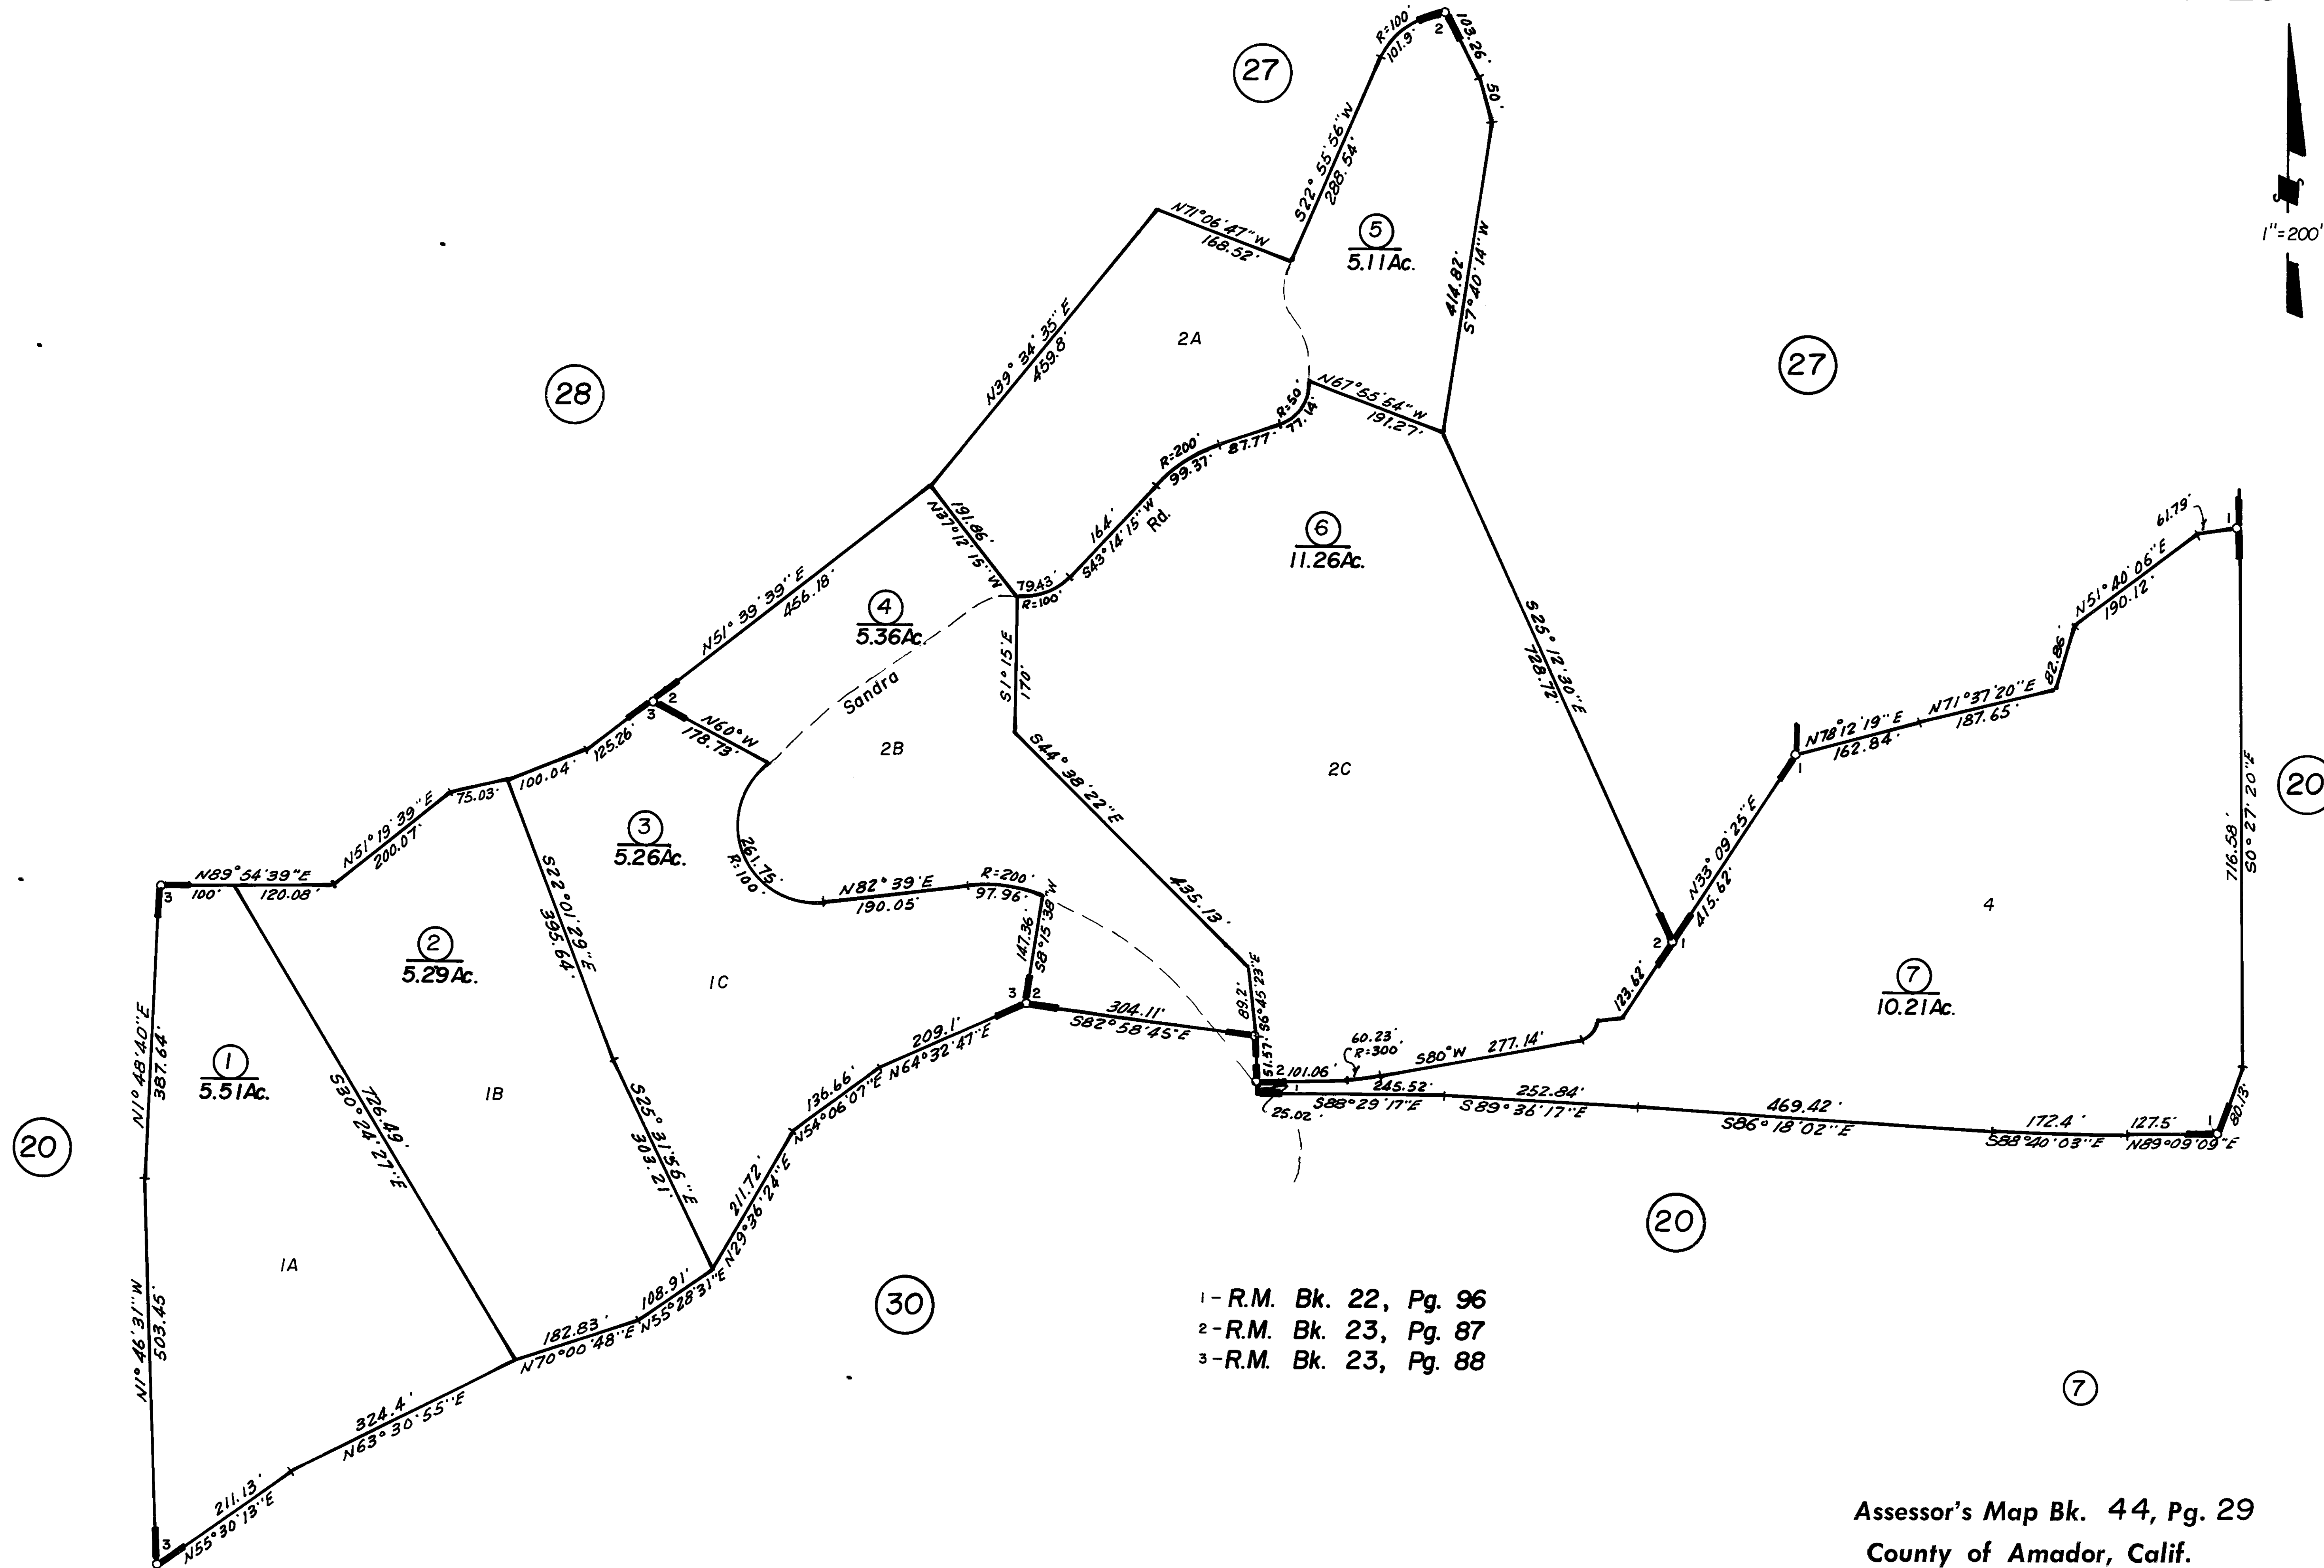 27
R=100'
101.9'
2
103.26'
50'
S22° 55' 56" W
288.54'
5
5.11Ac.
414.82'
S7°40'14"W
1"=200'
N71°06'47"W
168.52'
2A
N39° 34' 35" E
459.8'
28
27
N67°55'54"W
191.27'
R=50'
77.14'
87.77'
R=200'
99.37'
164'
S43°14'15"W
Rd.
191.86'
N37°12'15"W
79.43'
R=100'
6
11.26Ac.
61.79'
1
N51°40'06"E
190.12'
N51° 39' 39" E
456.18'
4
5.36Ac.
S1°15'E
170'
S25°12'30"E
728.72'
82.86'
N71°37'20"E
187.65'
N78°12'19"E
162.84'
1
Sandra
2
3
N60°W
178.73'
2B
2C
S44° 38' 22" E
435.13'
125.26'
100.04'
75.03'
N51°19'39"E
200.07'
3
5.26Ac.
261.75'
R=100'
N82° 39' E
190.05'
R=200'
97.96'
147.36'
S8°15'38"W
N33°09'25"E
415.62'
716.58'
S0°27'20"E
20
4
N89°54'39"E
100'
120.08'
3
S22°01'29"E
395.64'
2
5.29Ac.
1C
2
1
7
10.21Ac.
123.62'
N1°48'40"E
387.64'
1
5.51Ac.
726.49'
S30°24'27"E
1B
3
2
304.11'
S82°58'45"E
89.2'
S6°45'23"E
51.57'
209.1'
N64°32'47"E
136.66'
N54°06'07"E
S25°31'55"E
303.21'
60.23'
R=300'
S80°W
277.14'
2
101.06'
1
25.02'
245.52'
S88°29'17"E
252.84'
S89°36'17"E
469.42'
S86°18'02"E
172.4'
S88°40'03"E
127.5'
N89°09'09"E
1
80.13'
20
20
211.72'
N29°36'24"E
1A
N1°46'31"W
503.45'
108.91'
N55°28'31"E
182.83'
N70°00'48"E
30
324.4'
N63°30'55"E
211.13'
N55°30'13"E
3
1 - R.M. Bk. 22, Pg. 96
2 - R.M. Bk. 23, Pg. 87
3 - R.M. Bk. 23, Pg. 88
7
Assessor's Map Bk. 44, Pg. 29
County of Amador, Calif.